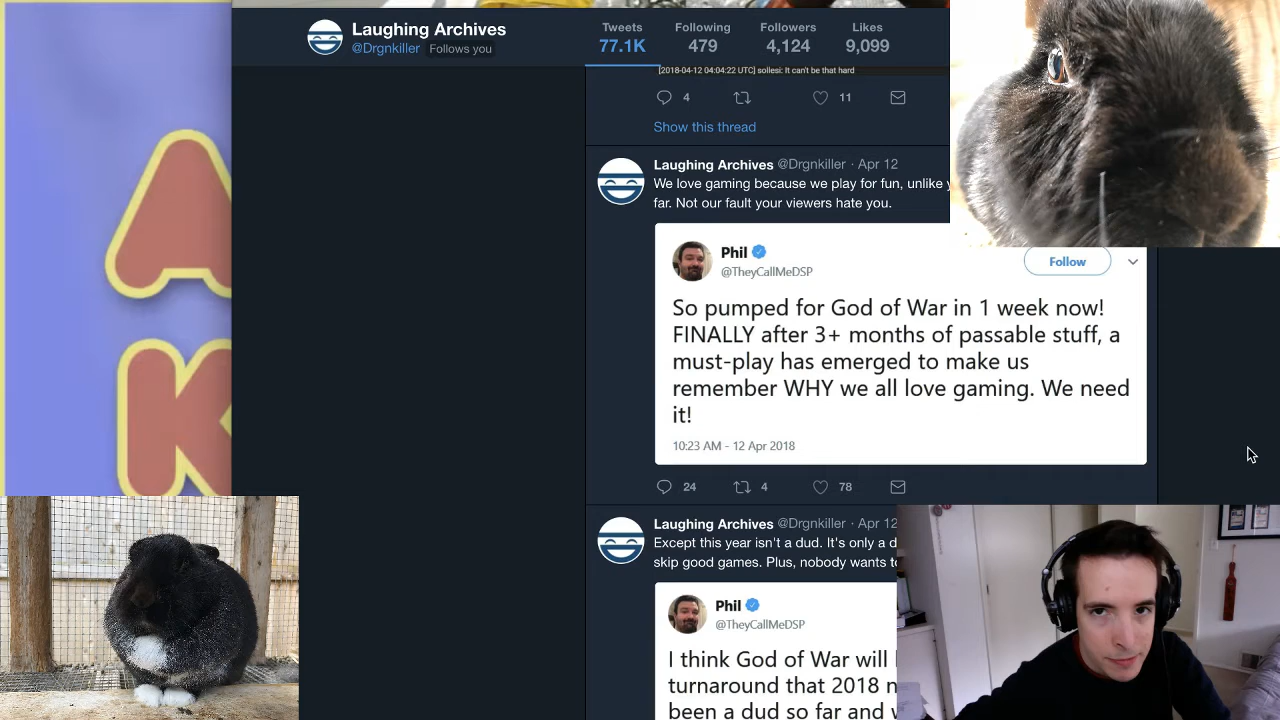 A
K
Laughing Archives
@Drgnkiller Follows you
Tweets
77.1K
Following
479
Followers
4,124
Likes
9,099
[2018-04-12 04:04:22 UTC] sollesi: It can't be that hard
4
11
Show this thread
Laughing Archives @Drgnkiller · Apr 12
We love gaming because we play for fun, unlike
far. Not our fault your viewers hate you.
Phil
@TheyCallMeDSP
Follow
So pumped for God of War in 1 week now!
FINALLY after 3+ months of passable stuff, a
must-play has emerged to make us
remember WHY we all love gaming. We need
it!
10:23 AM - 12 Apr 2018
24
4
78
Laughing Archives @Drgnkiller · Apr 12
Except this year isn't a dud. It's only a
skip good games. Plus, nobody wants
Phil
@TheyCallMeDSP
I think God of War will
turnaround that 2018
been a dud so far and